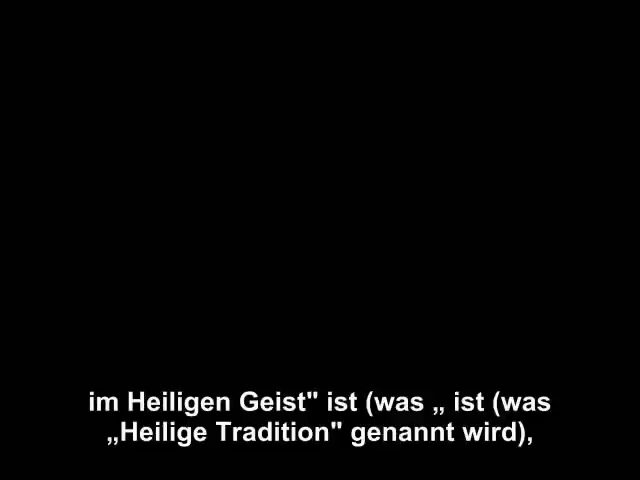 im Heiligen Geist" ist (was „ ist (was
„Heilige Tradition" genannt wird),